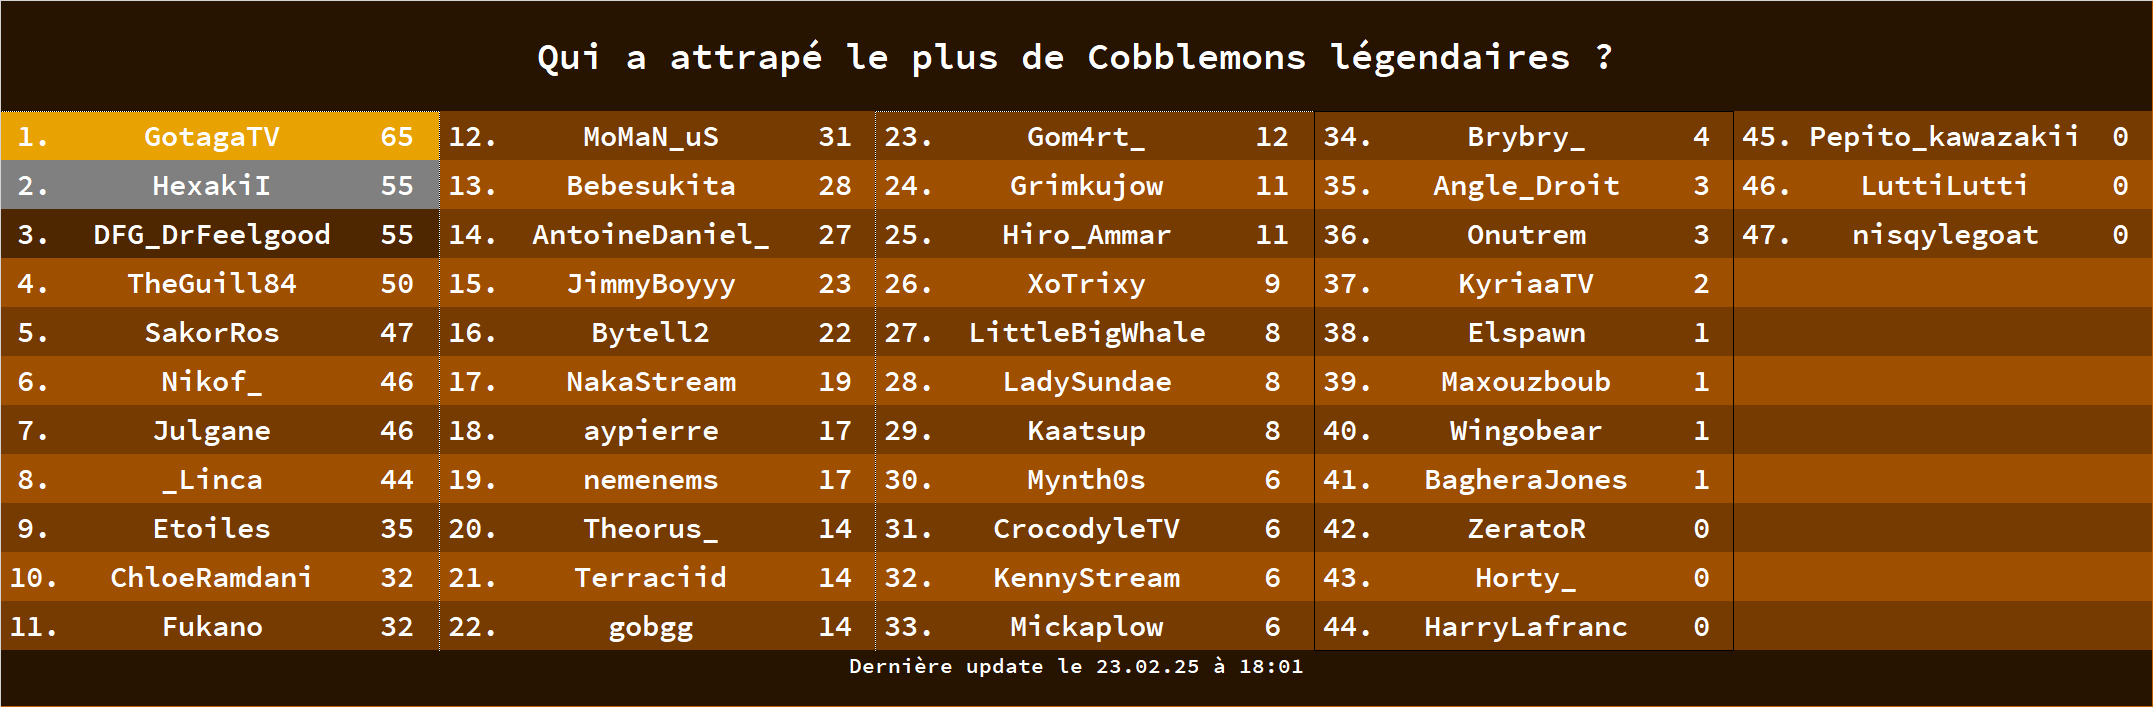 Qui a attrapé le plus de Cobblemons légendaires ?
1. GotagaTV 65
2. HexakiI 55
3. DFG_DrFeelgood 55
4. TheGuill84 50
5. SakorRos 47
6. Nikof_ 46
7. Julgane 46
8. _Linca 44
9. Etoiles 35
10. ChloeRamdani 32
11. Fukano 32
12. MoMaN_uS 31
13. Bebesukita 28
14. AntoineDaniel_ 27
15. JimmyBoyyy 23
16. Bytell2 22
17. NakaStream 19
18. aypierre 17
19. nemenems 17
20. Theorus_ 14
21. Terraciid 14
22. gobgg 14
23. Gom4rt_ 12
24. Grimkujow 11
25. Hiro_Ammar 11
26. XoTrixy 9
27. LittleBigWhale 8
28. LadySundae 8
29. Kaatsup 8
30. Mynth0s 6
31. CrocodyleTV 6
32. KennyStream 6
33. Mickaplow 6
34. Brybry_ 4
35. Angle_Droit 3
36. Onutrem 3
37. KyriaaTV 2
38. Elspawn 1
39. Maxouzboub 1
40. Wingobear 1
41. BagheraJones 1
42. ZeratoR 0
43. Horty_ 0
44. HarryLafranc 0
45. Pepito_kawazakii 0
46. LuttiLutti 0
47. nisqylegoat 0
Dernière update le 23.02.25 à 18:01